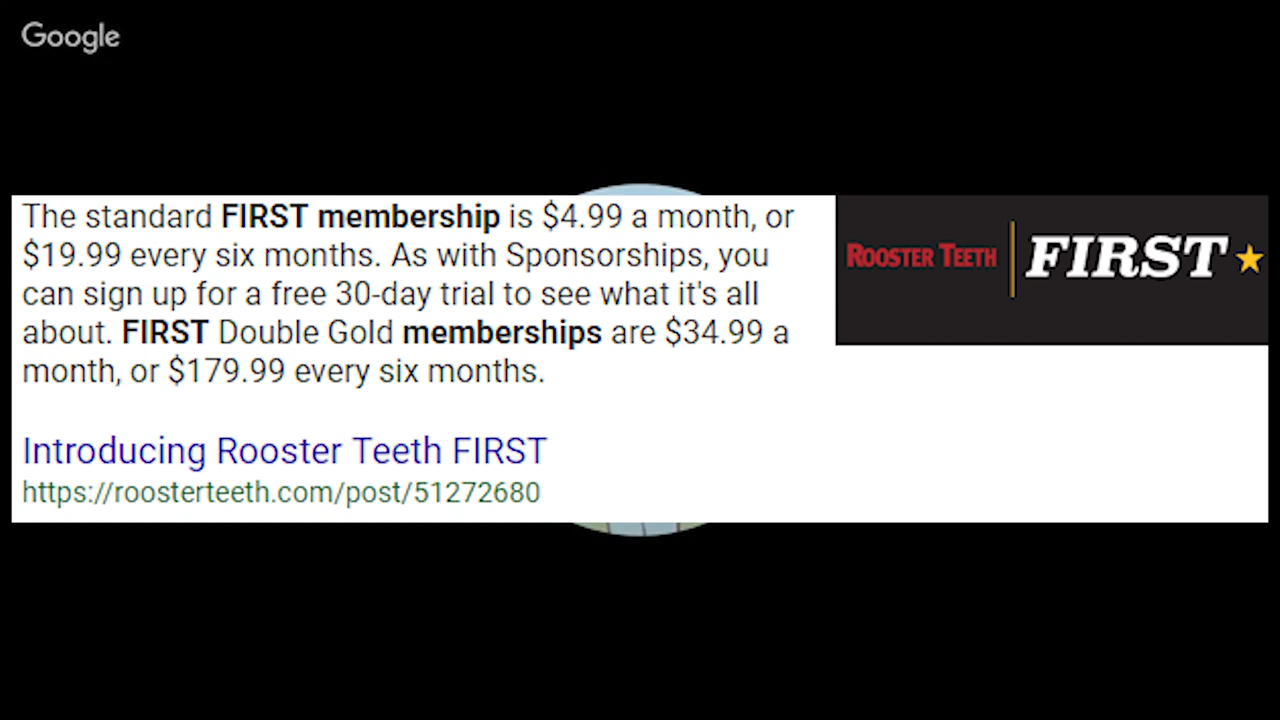 Google
The standard FIRST membership is $4.99 a month, or
$19.99 every six months. As with Sponsorships, you
can sign up for a free 30-day trial to see what it's all
about. FIRST Double Gold memberships are $34.99 a
month, or $179.99 every six months.
ROOSTER TEETH FIRST
Introducing Rooster Teeth FIRST
https://roosterteeth.com/post/51272680